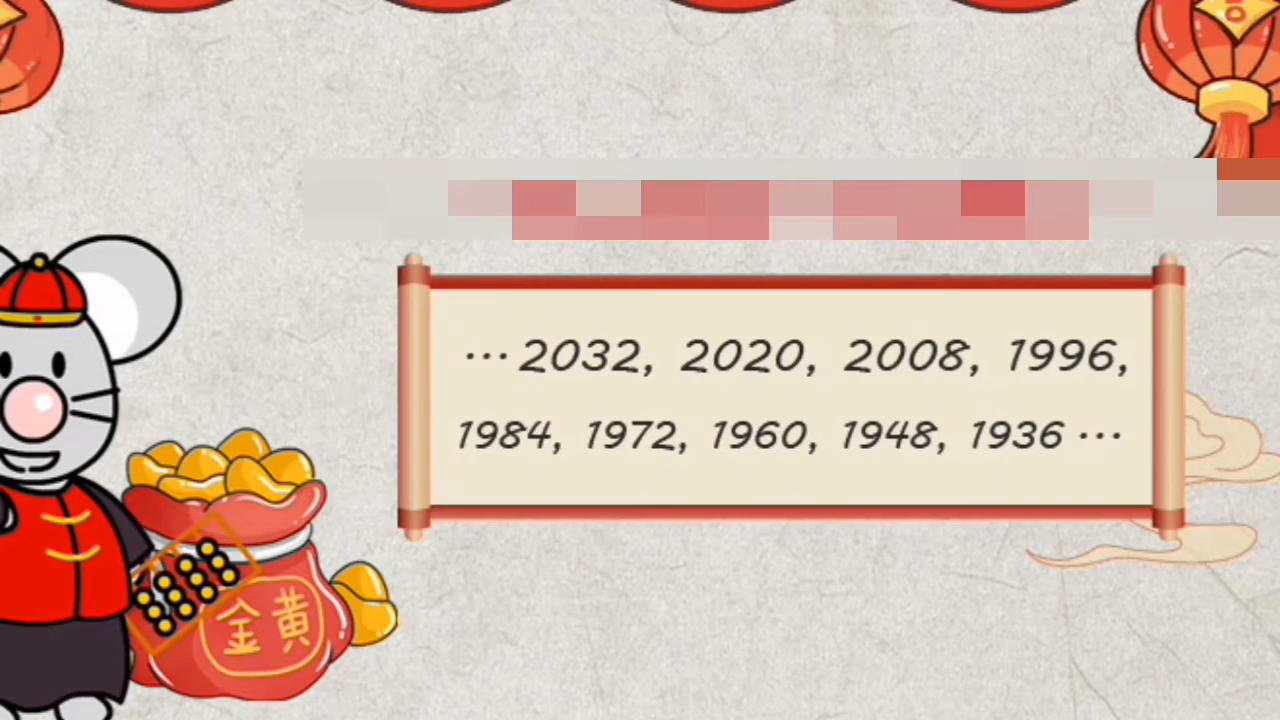 … 2032, 2020, 2008, 1996,
1984, 1972, 1960, 1948, 1936 …
金黄